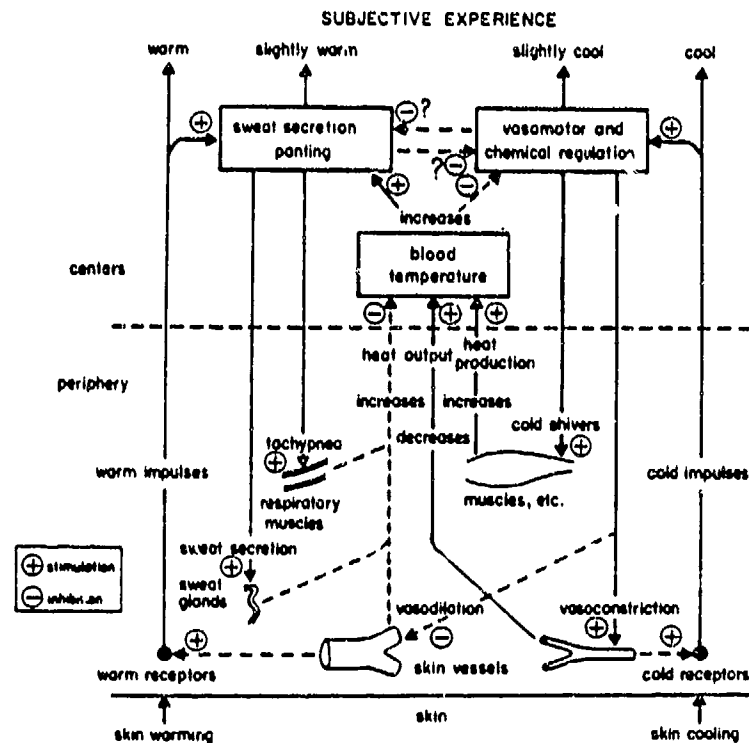 SUBJECTIVE EXPERIENCE
warm
slightly warm
slightly cool
cool
sweat secretion
panting
⊖?
vasamotor and
chemical regulation
⊕
⊕
?⊖
⊖
⊕
increases
blood
temperature
centers
⊖
⊕
⊕
periphery
heat output
heat
production
increases
increases
decreases
cold shivers
⊕
tachypnea
⊕
respiratory
muscles
muscles, etc.
warm impulses
cold impulses
⊕ stimulation
⊖ inhibition
sweat secretion
⊕
sweat
glands
vasodilation
⊖
vasoconstriction
⊕
⊕
⊕
warm receptors
skin vessels
cold receptors
skin
skin warming
skin cooling